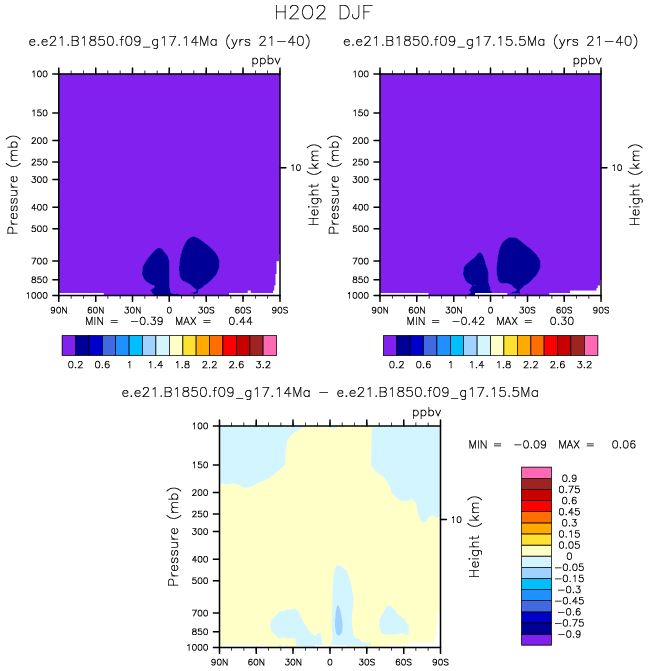 H2O2 DJF
e.e21.B1850.f09_g17.14Ma (yrs 21-40)
ppbv
Pressure (mb)
100
150
200
250
300
400
500
700
850
1000
90N 60N 30N 0 30S 60S 90S
10
Height (km)
MIN = -0.39 MAX = 0.44
0.2 0.6 1 1.4 1.8 2.2 2.6 3.2
e.e21.B1850.f09_g17.15.5Ma (yrs 21-40)
ppbv
Pressure (mb)
100
150
200
250
300
400
500
700
850
1000
90N 60N 30N 0 30S 60S 90S
10
Height (km)
MIN = -0.42 MAX = 0.30
0.2 0.6 1 1.4 1.8 2.2 2.6 3.2
e.e21.B1850.f09_g17.14Ma - e.e21.B1850.f09_g17.15.5Ma
ppbv
Pressure (mb)
100
150
200
250
300
400
500
700
850
1000
90N 60N 30N 0 30S 60S 90S
10
Height (km)
MIN = -0.09 MAX = 0.06
0.9
0.75
0.6
0.45
0.3
0.15
0.05
0
-0.05
-0.15
-0.3
-0.45
-0.6
-0.75
-0.9